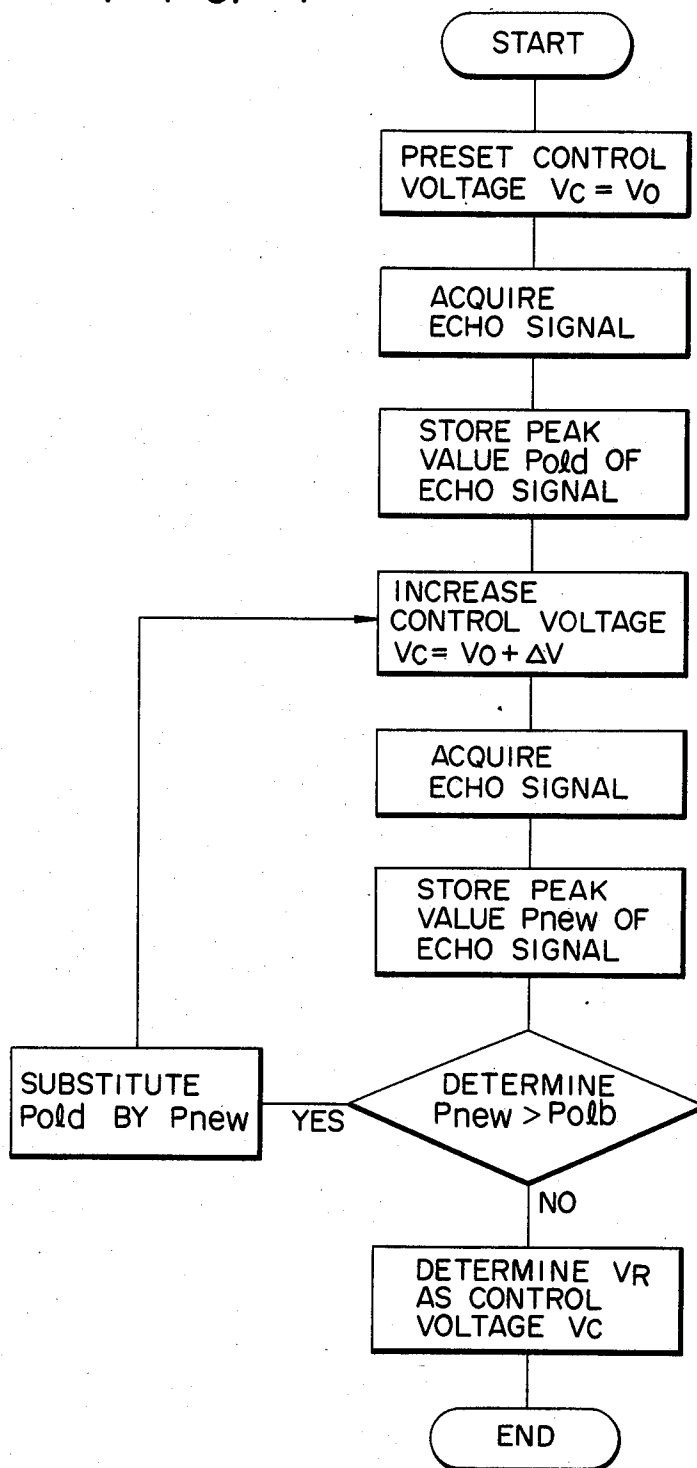 START
PRESET CONTROL
VOLTAGE Vc = Vo
ACQUIRE
ECHO SIGNAL
STORE PEAK
VALUE Pold OF
ECHO SIGNAL
INCREASE
CONTROL VOLTAGE
Vc = Vo + ΔV
ACQUIRE
ECHO SIGNAL
STORE PEAK
VALUE Pnew OF
ECHO SIGNAL
DETERMINE
Pnew > Polb
YES
SUBSTITUTE
Pold BY Pnew
NO
DETERMINE VR
AS CONTROL
VOLTAGE Vc
END